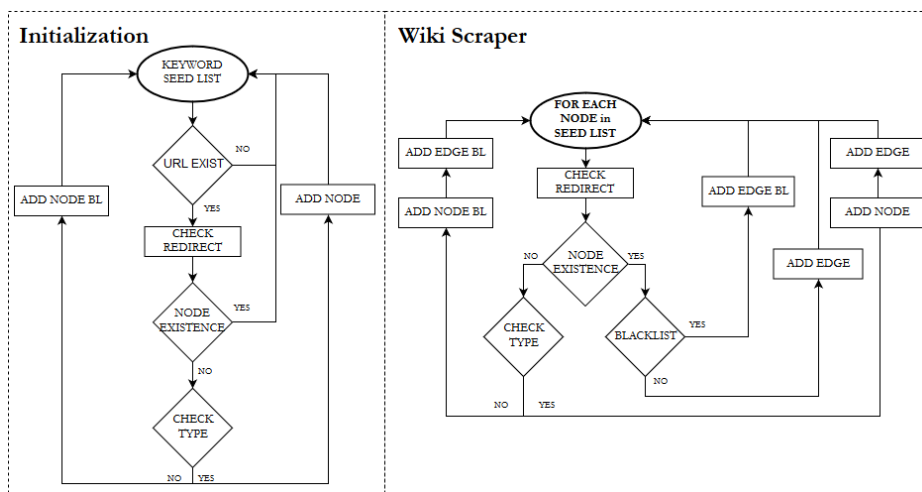 Initialization
KEYWORD
SEED LIST
URL EXIST
NO
YES
ADD NODE BL
ADD NODE
CHECK
REDIRECT
NODE
EXISTENCE
YES
NO
CHECK
TYPE
NO
YES
Wiki Scraper
FOR EACH
NODE in
SEED LIST
ADD EDGE BL
ADD EDGE
CHECK
REDIRECT
ADD EDGE BL
ADD NODE BL
ADD NODE
NO
NODE
EXISTENCE
YES
ADD EDGE
CHECK
TYPE
BLACKLIST
YES
NO
NO
YES